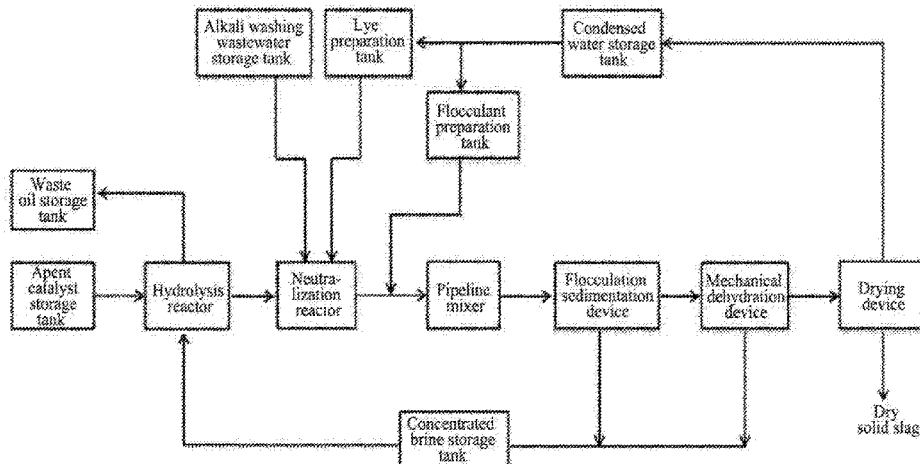 Alkali washing
wastewater
storage tank
Lye
preparation
tank
Condensed
water storage
tank
Flocculant
preparation
tank
Waste
oil storage
tank
Apent
catalyst
storage
tank
Hydrolysis
reactor
Neutra-
lization
reactor
Pipeline
mixer
Flocculation
sedimentation
device
Mechanical
dehydration
device
Drying
device
Concentrated
brine storage
tank
Dry
solid slag